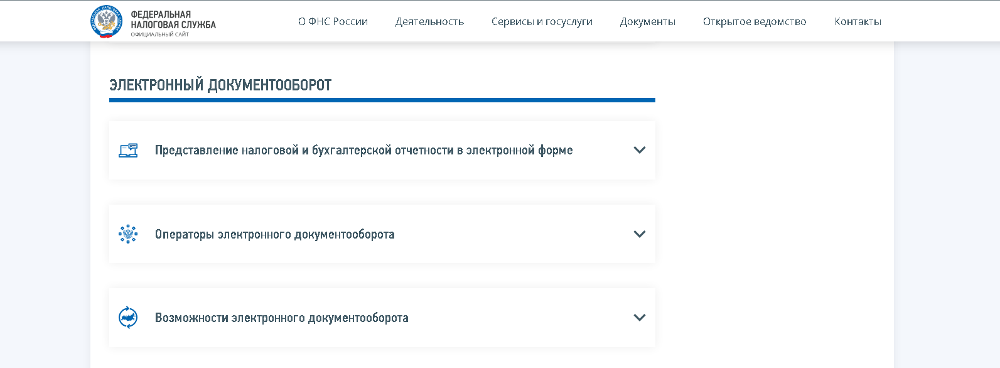 ФЕДЕРАЛЬНАЯ
НАЛОГОВАЯ СЛУЖБА
ОФИЦИАЛЬНЫЙ САЙТ
О ФНС России Деятельность Сервисы и госуслуги Документы Открытое ведомство Контакты
ЭЛЕКТРОННЫЙ ДОКУМЕНТООБОРОТ
Представление налоговой и бухгалтерской отчетности в электронной форме
Операторы электронного документооборота
Возможности электронного документооборота